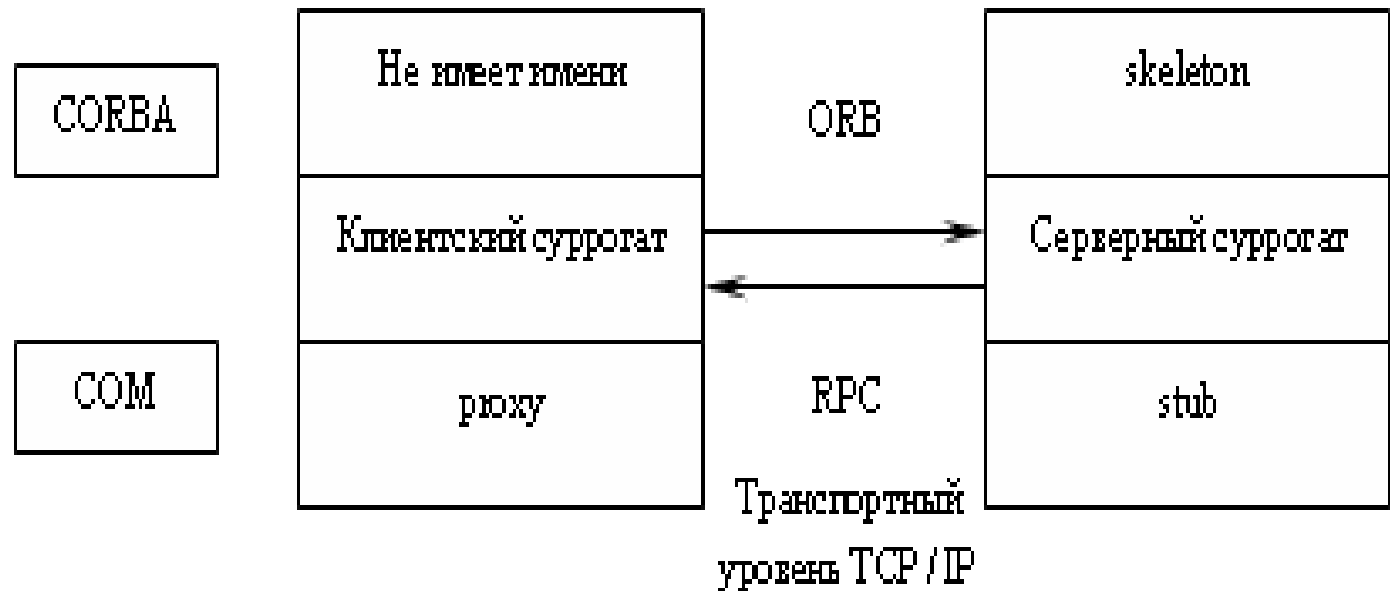 CORBA
Не имеет имени
ORB
skeleton
Клиентский суррогат
Серверный суррогат
COM
proxy
RPC
stub
Транспортный
уровень TCP / IP